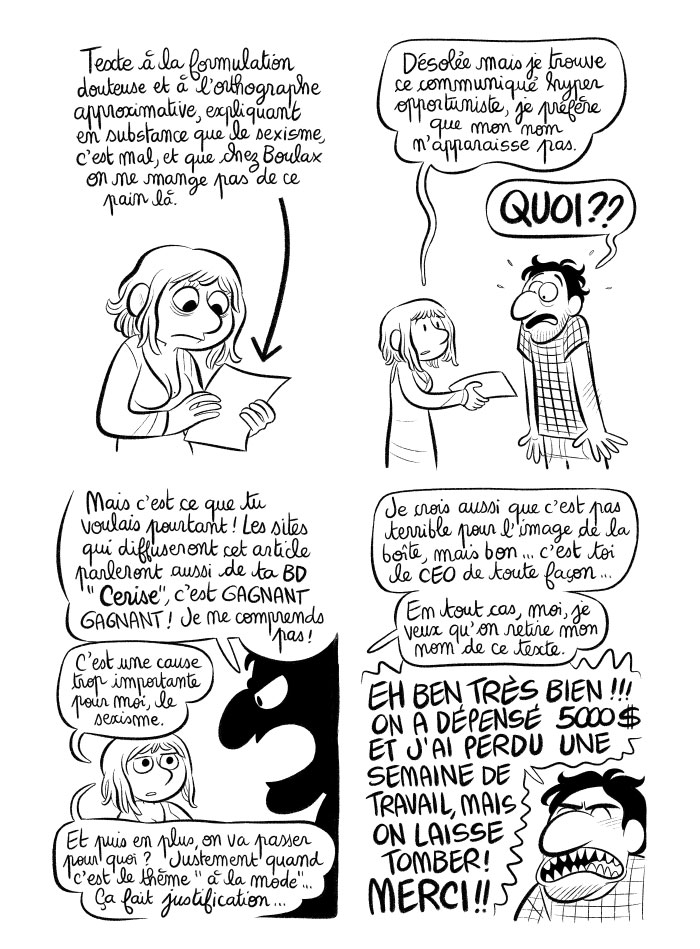 Texte à la formulation
douteuse et à l'orthographe
approximative, expliquant
en substance que le sexisme,
c'est mal, et que chez Boulax
on ne mange pas de ce
pain là.
Désolée mais je trouve
ce communiqué hyper
opportuniste, je préfère
que mon nom
n'apparaisse pas.
QUOI??
Mais c'est ce que tu
voulais pourtant! Les sites
qui diffuseront cet article
parleront aussi de ta BD
"Cerise", c'est GAGNANT
GAGNANT! Je ne comprends
pas!
C'est une cause
trop importante
pour moi, le
sexisme.
Et puis en plus, on va passer
pour quoi? Justement quand
c'est le thème "à la mode"...
Ça fait justification...
Je crois aussi que c'est pas
terrible pour l'image de la
boîte, mais bon... c'est toi
le CEO de toute façon...
Em tout cas, moi, je
veux qu'on retire mon
nom de ce texte.
EH BEN TRÈS BIEN!!!
ON A DÉPENSÉ 5000$
ET J'AI PERDU UNE
SEMAINE DE
TRAVAIL, MAIS
ON LAISSE
TOMBER!
MERCI!!